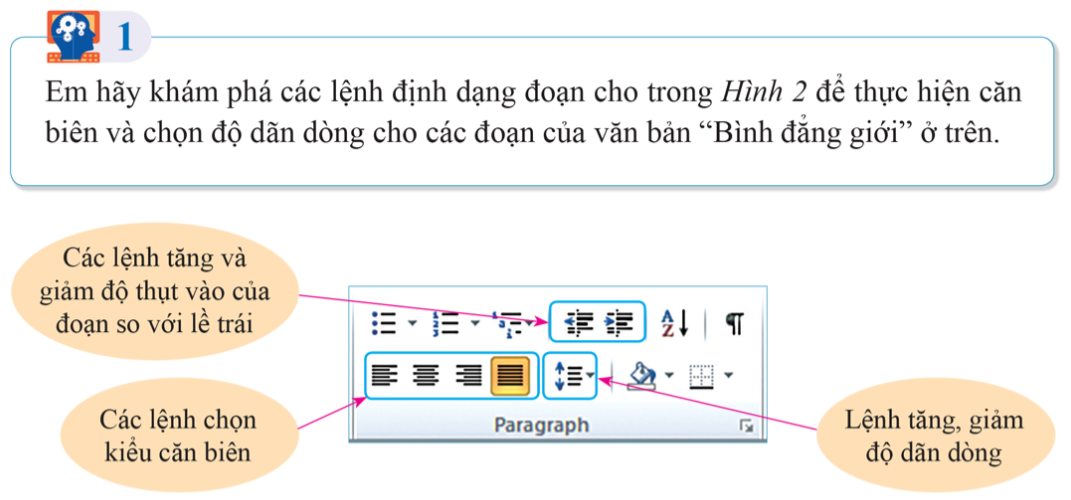 1
Em hãy khám phá các lệnh định dạng đoạn cho trong Hình 2 để thực hiện căn
biên và chọn độ dãn dòng cho các đoạn của văn bản “Bình đẳng giới” ở trên.
Các lệnh tăng và
giảm độ thụt vào của
đoạn so với lề trái
Các lệnh chọn
kiểu căn biên
Paragraph
Lệnh tăng, giảm
độ dãn dòng